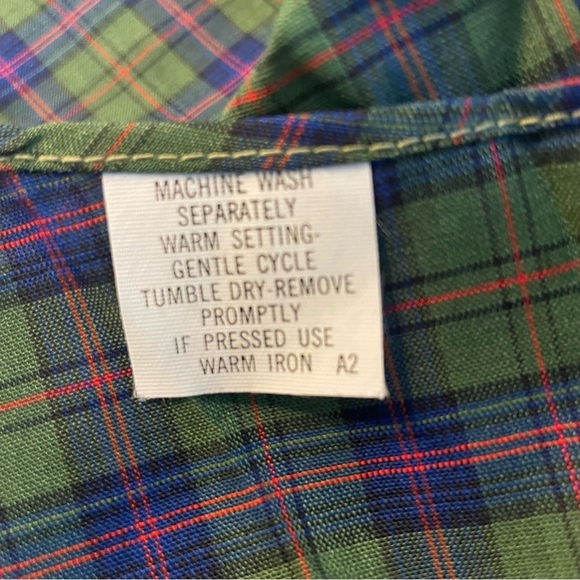 MACHINE WASH
SEPARATELY
WARM SETTING-
GENTLE CYCLE
TUMBLE DRY-REMOVE
PROMPTLY
IF PRESSED USE
WARM IRON A2